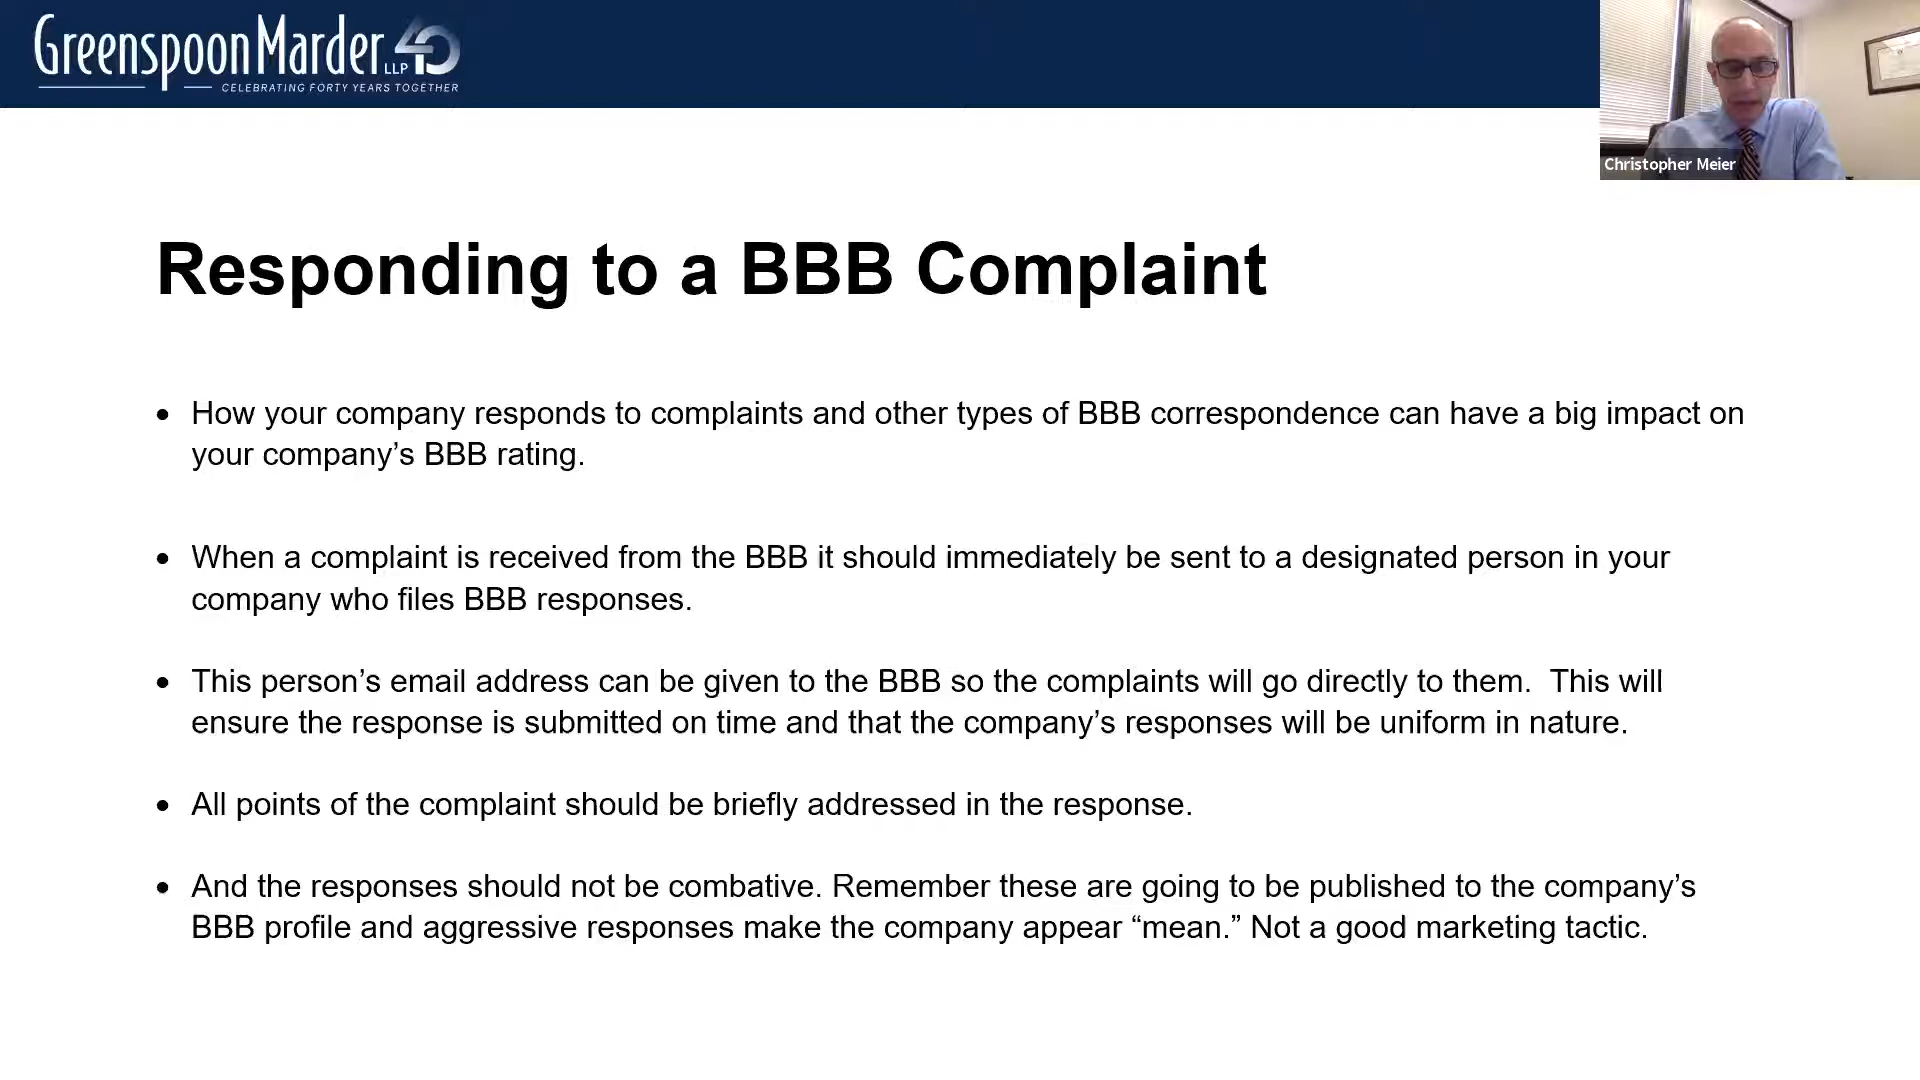 GreenspoonMarder LLP 40
CELEBRATING FORTY YEARS TOGETHER
Christopher Meier
Responding to a BBB Complaint
• How your company responds to complaints and other types of BBB correspondence can have a big impact on
your company’s BBB rating.
• When a complaint is received from the BBB it should immediately be sent to a designated person in your
company who files BBB responses.
• This person’s email address can be given to the BBB so the complaints will go directly to them.  This will
ensure the response is submitted on time and that the company’s responses will be uniform in nature.
• All points of the complaint should be briefly addressed in the response.
• And the responses should not be combative. Remember these are going to be published to the company’s
BBB profile and aggressive responses make the company appear “mean.” Not a good marketing tactic.